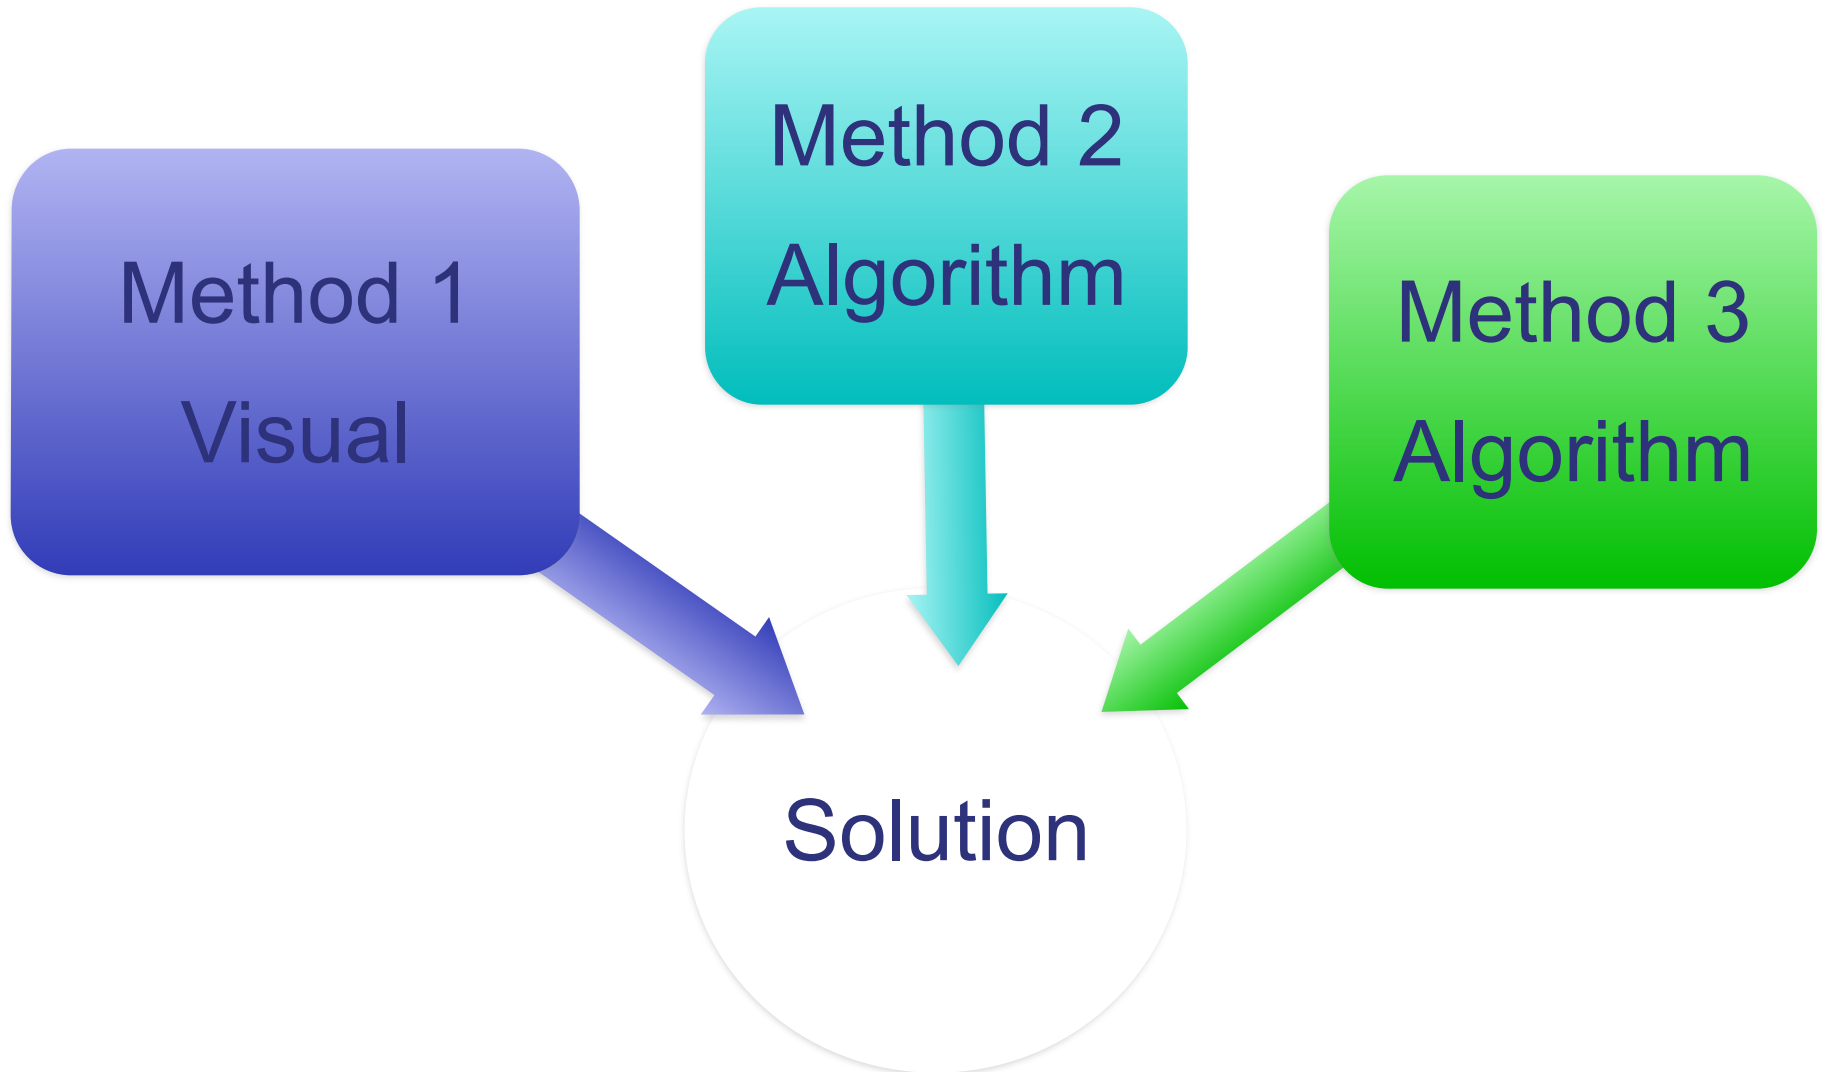 Method 1
Visual
Method 2
Algorithm
Method 3
Algorithm
Solution